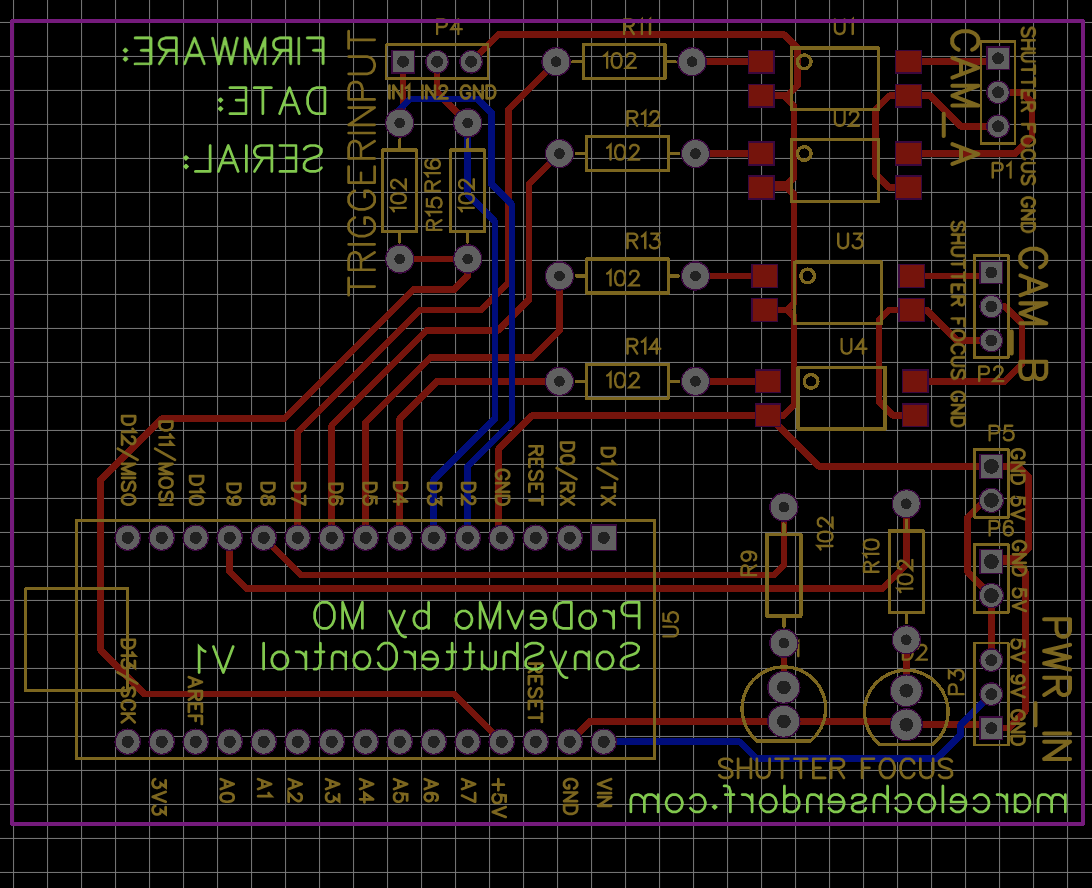 FIRMWARE:
DATE:
SERIAL:
TRIGGERINPUT
P4
IN1 IN2 GND
102
R15
R16
102
R11
102
R12
102
R13
102
R14
102
U1
U2
U3
U4
CAM_A
P1
SHUTTER FOCUS GND
CAM_B
P2
SHUTTER FOCUS GND
P5
GND 5V
P6
GND 5V
P3
5V 9V GND
PWR_IN
D12/MISO
D11/MOSI
D10
D9
D8
D7
D6
D5
D4
D3
D2
GND
RESET
D0/RX
D1/TX
R9
102
R10
102
U5
ProDevMo by MO
SonyShutterControl V1
D13/SCK
AREF
RESET
3V3
A0
A1
A2
A3
A4
A5
A6
A7
+5V
GND
VIN
SHUTTER FOCUS
marcelochsendorf.com